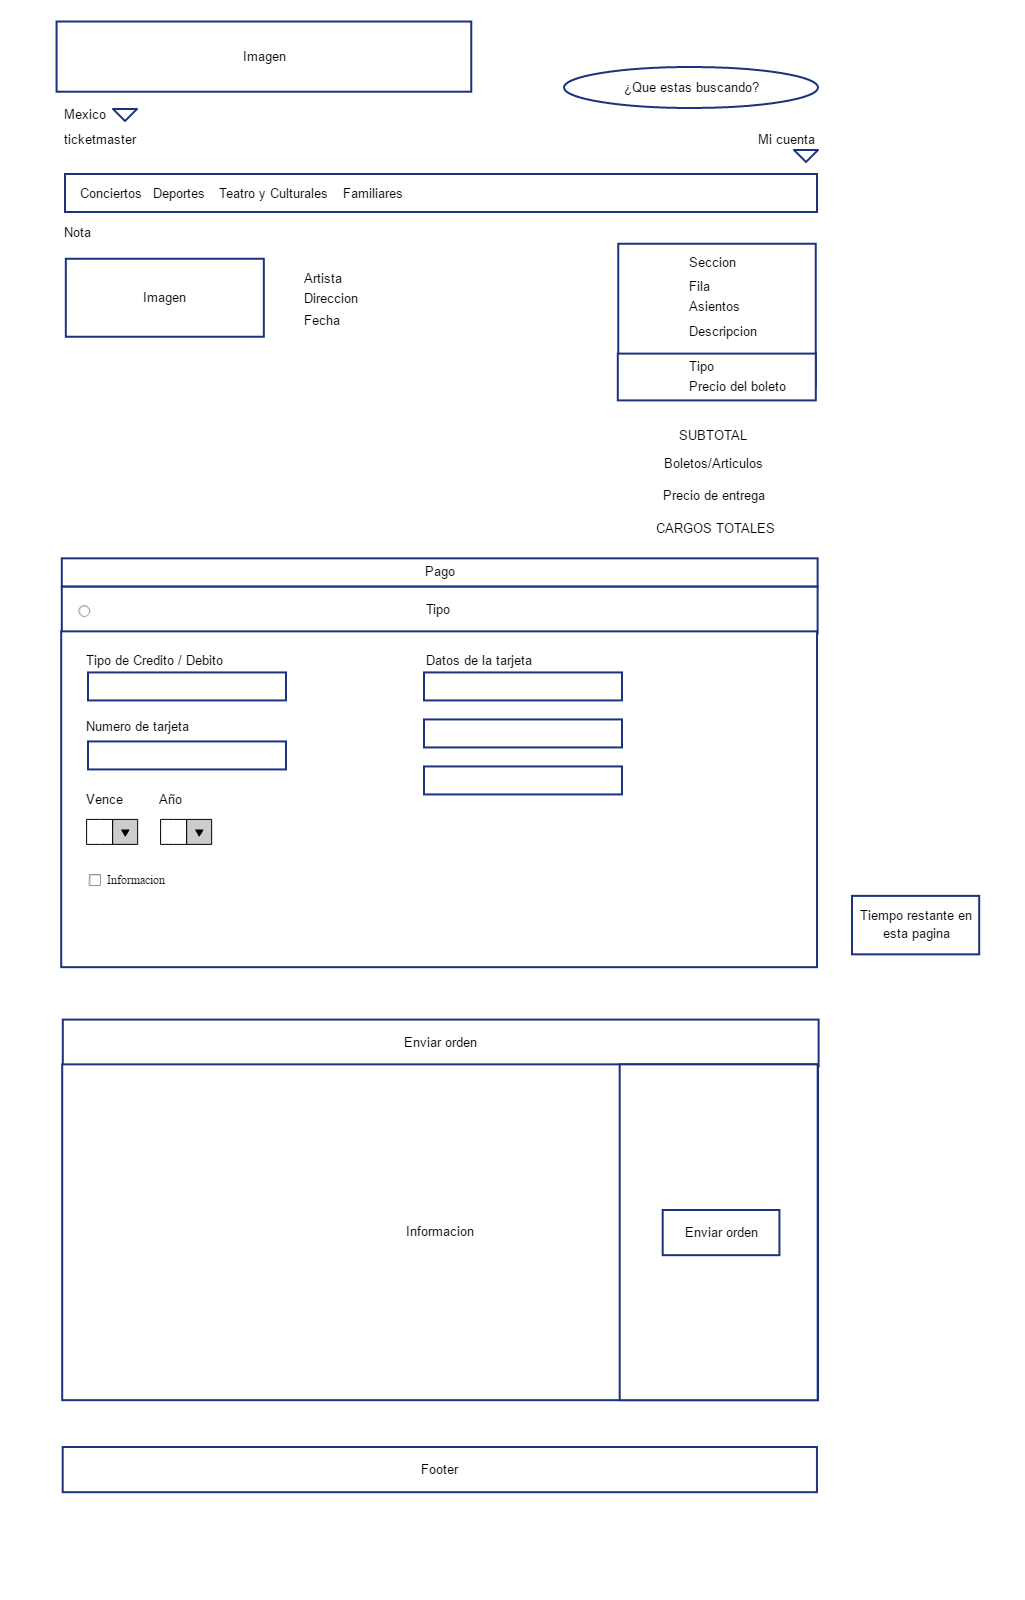 Imagen
¿Que estas buscando?
Mexico
ticketmaster
Mi cuenta
Conciertos Deportes Teatro y Culturales Familiares
Nota
Imagen
Artista
Direccion
Fecha
Seccion
Fila
Asientos
Descripcion
Tipo
Precio del boleto
SUBTOTAL
Boletos/Articulos
Precio de entrega
CARGOS TOTALES
Pago
Tipo
Tipo de Credito / Debito
Datos de la tarjeta
Numero de tarjeta
Vence Año
Informacion
Tiempo restante en
esta pagina
Enviar orden
Informacion
Enviar orden
Footer